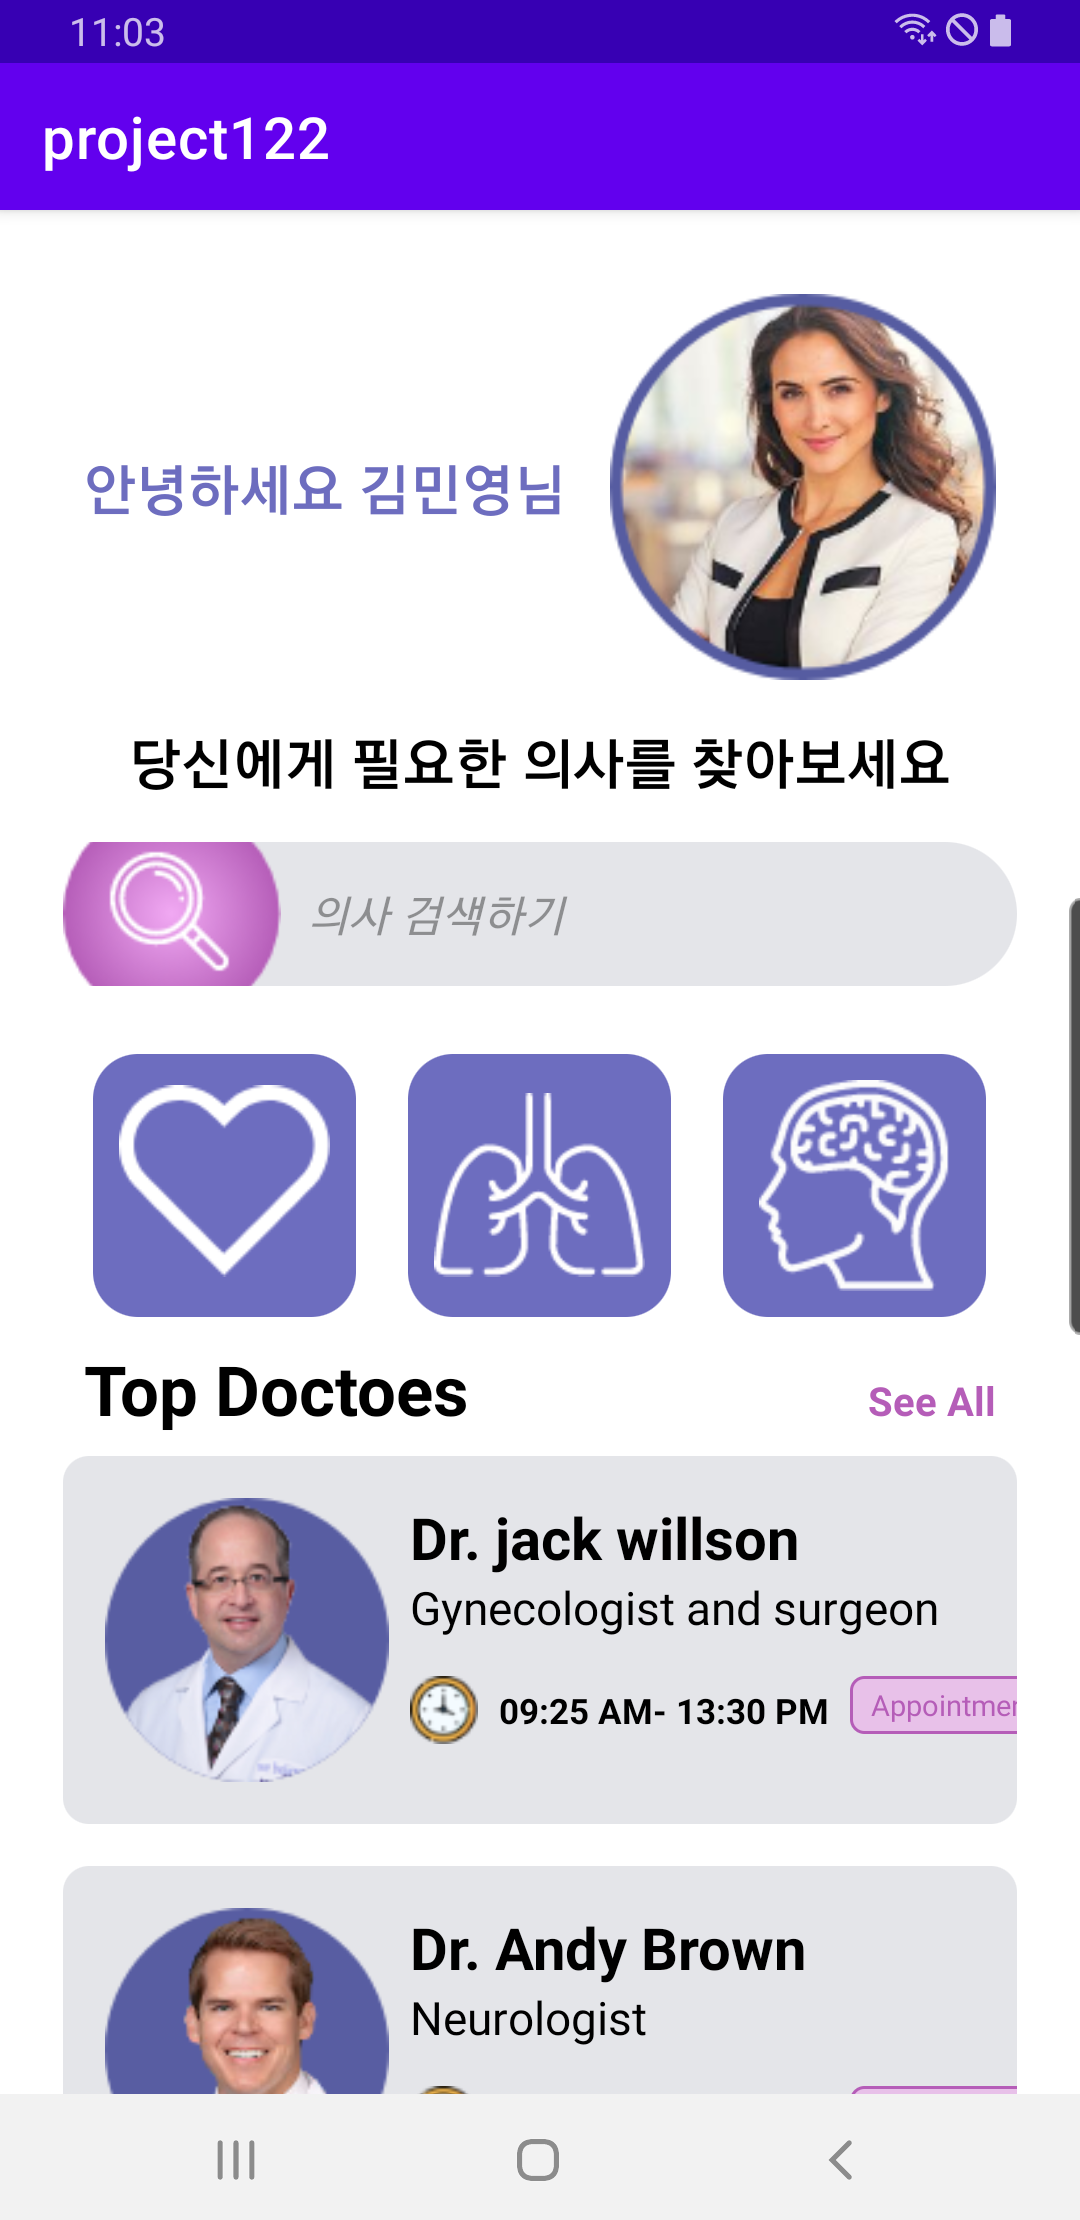 11:03
project122
안녕하세요 김민영님
당신에게 필요한 의사를 찾아보세요
의사 검색하기
Top Doctoes
See All
Dr. jack willson
Gynecologist and surgeon
09:25 AM- 13:30 PM
Dr. Andy Brown
Neurologist